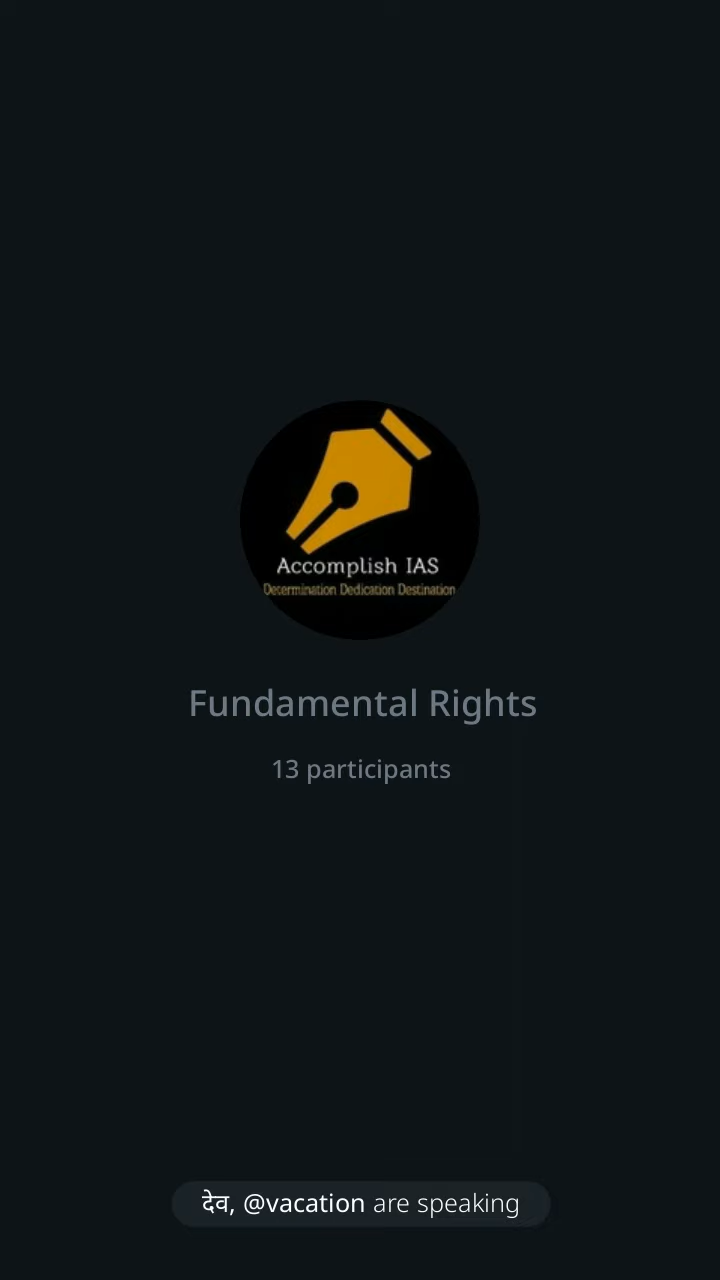 Accomplish IAS
Determination Dedication Destination
Fundamental Rights
13 participants
देव, @vacation are speaking